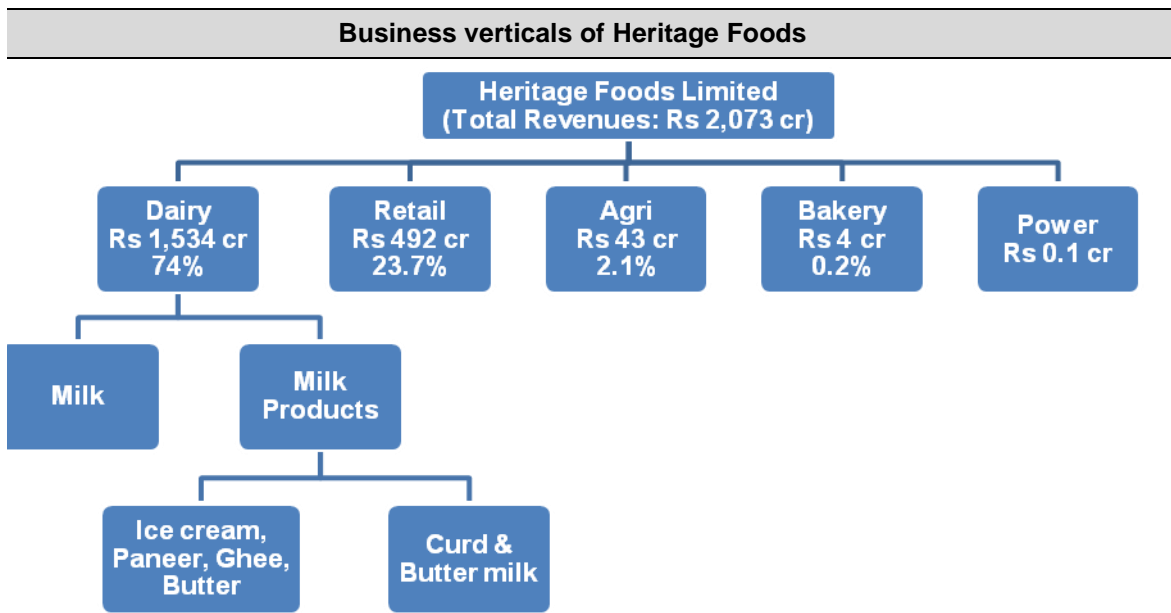 Business verticals of Heritage Foods
Heritage Foods Limited
(Total Revenues: Rs 2,073 cr)
Dairy
Rs 1,534 cr
74%
Retail
Rs 492 cr
23.7%
Agri
Rs 43 cr
2.1%
Bakery
Rs 4 cr
0.2%
Power
Rs 0.1 cr
Milk
Milk
Products
Ice cream,
Paneer, Ghee,
Butter
Curd &
Butter milk